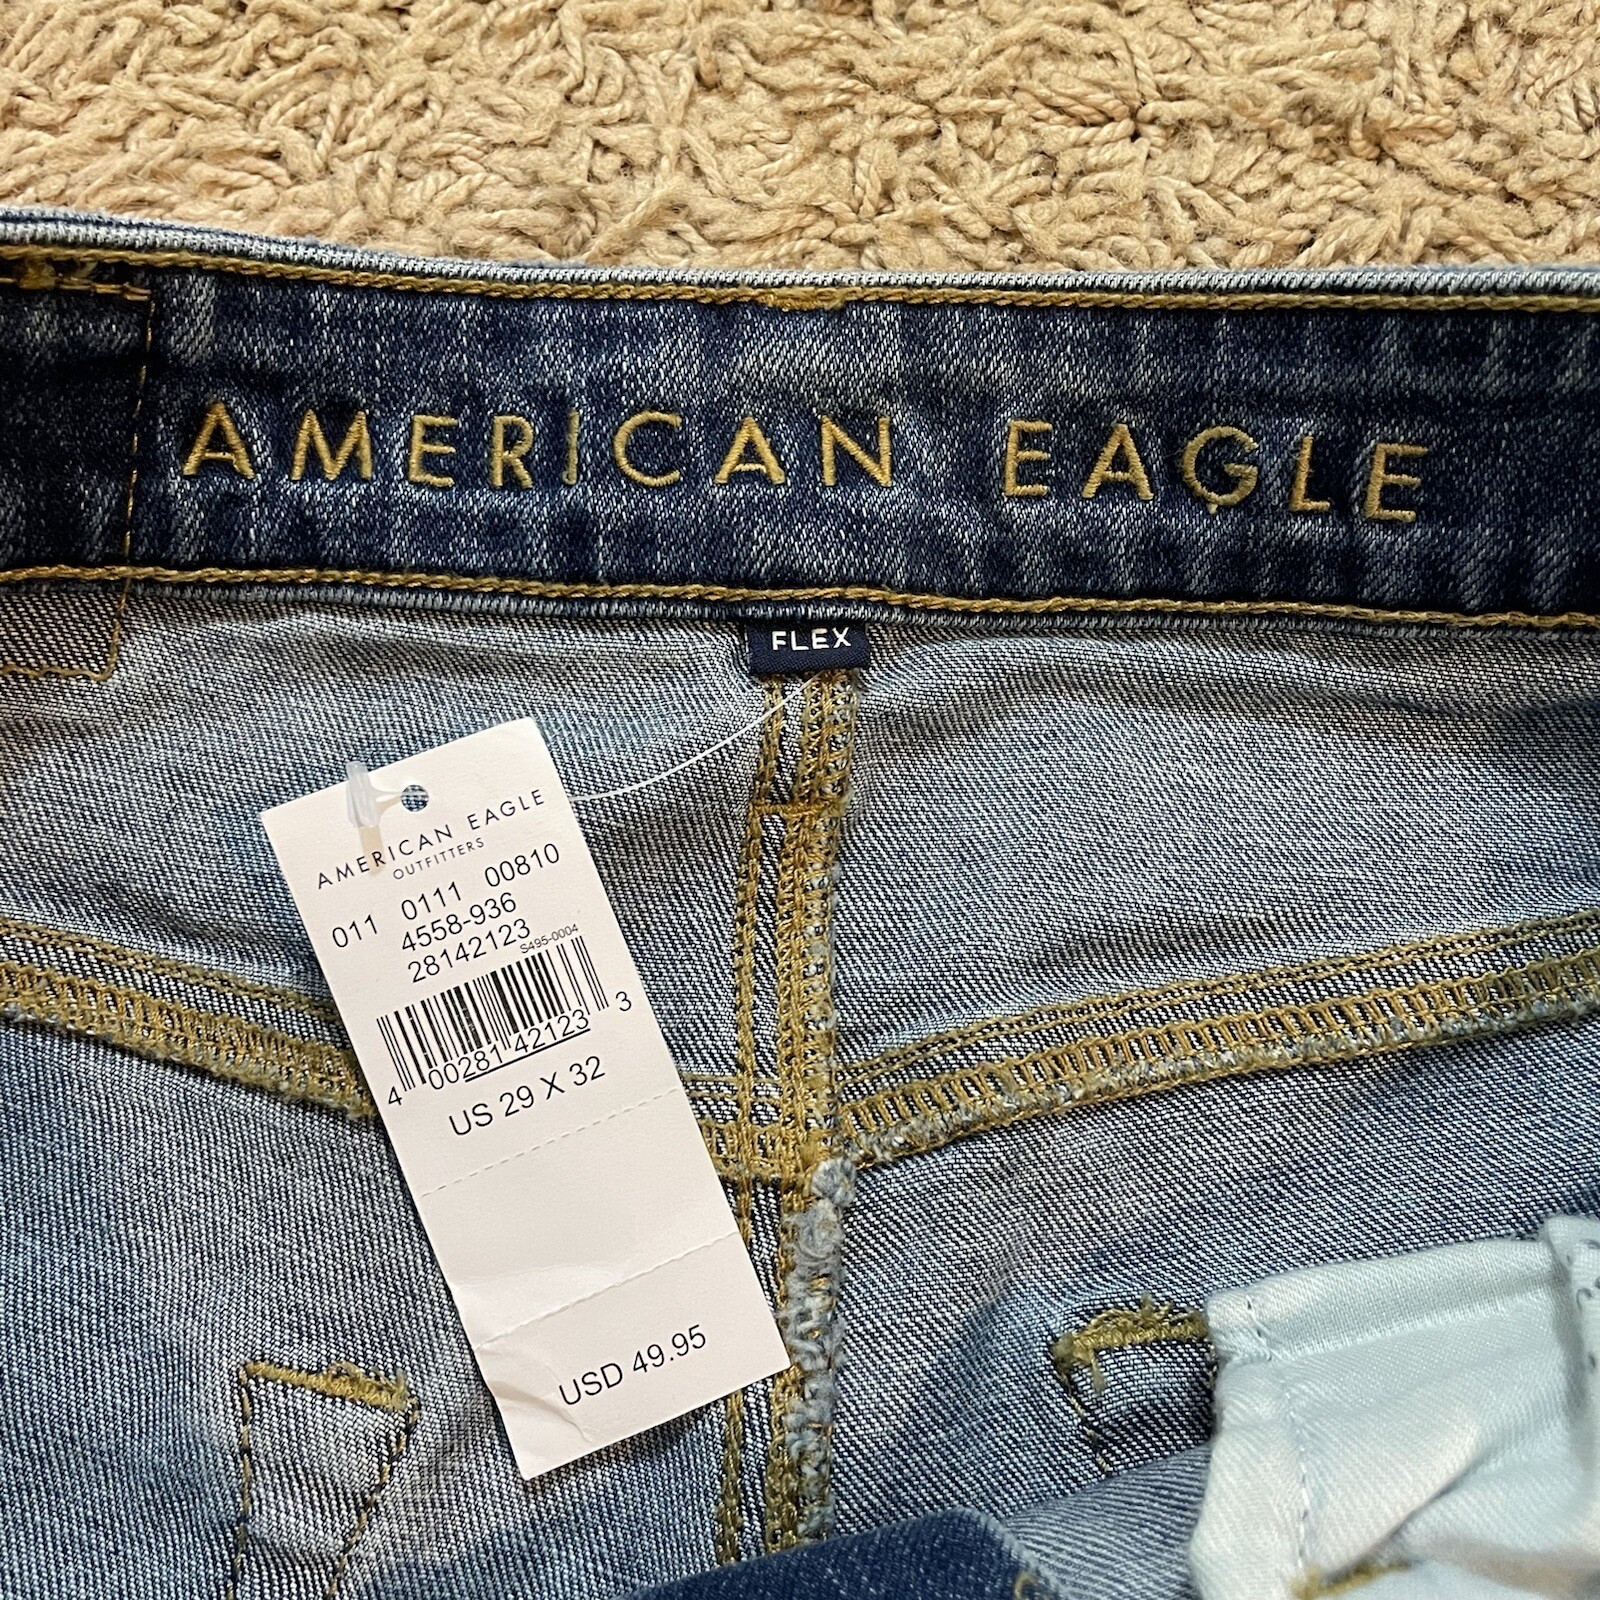 AMERICAN EAGLE
FLEX
AMERICAN EAGLE
OUTFITTERS
011 0111 00810
4558-936
28142123
S495-0004
4 00281 42123 3
US 29 X 32
USD 49.95